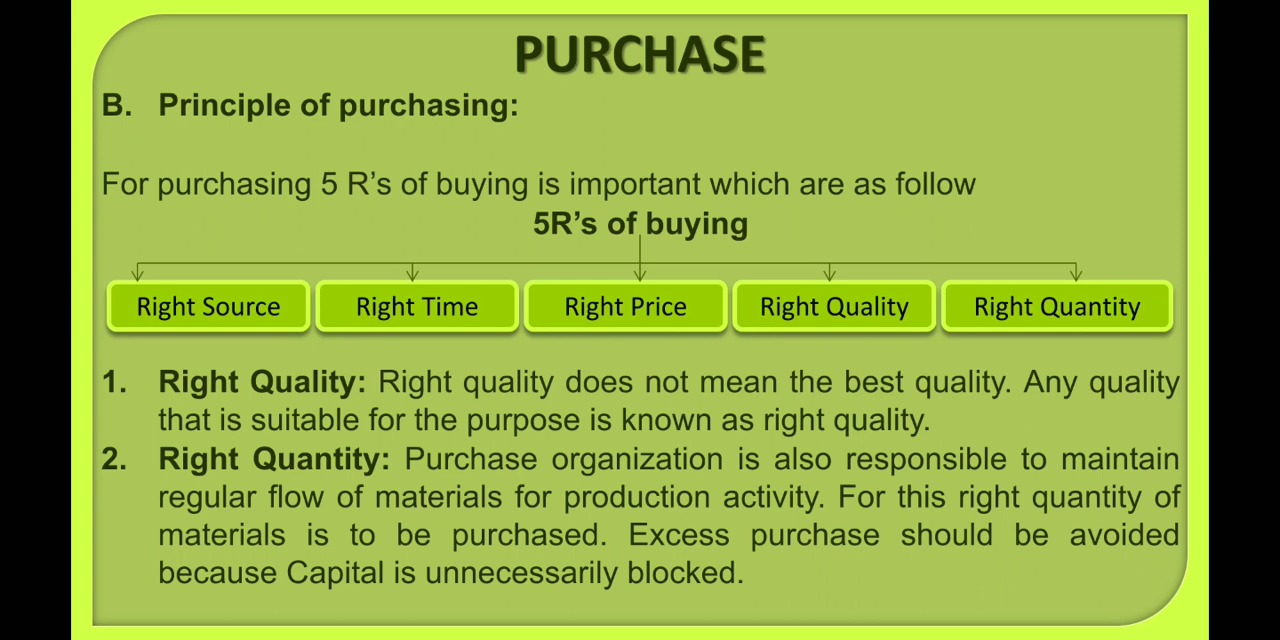 PURCHASE
B. Principle of purchasing:
For purchasing 5 R’s of buying is important which are as follow
5R’s of buying
Right Source Right Time Right Price Right Quality Right Quantity
1. Right Quality: Right quality does not mean the best quality. Any quality
that is suitable for the purpose is known as right quality.
2. Right Quantity: Purchase organization is also responsible to maintain
regular flow of materials for production activity. For this right quantity of
materials is to be purchased. Excess purchase should be avoided
because Capital is unnecessarily blocked.